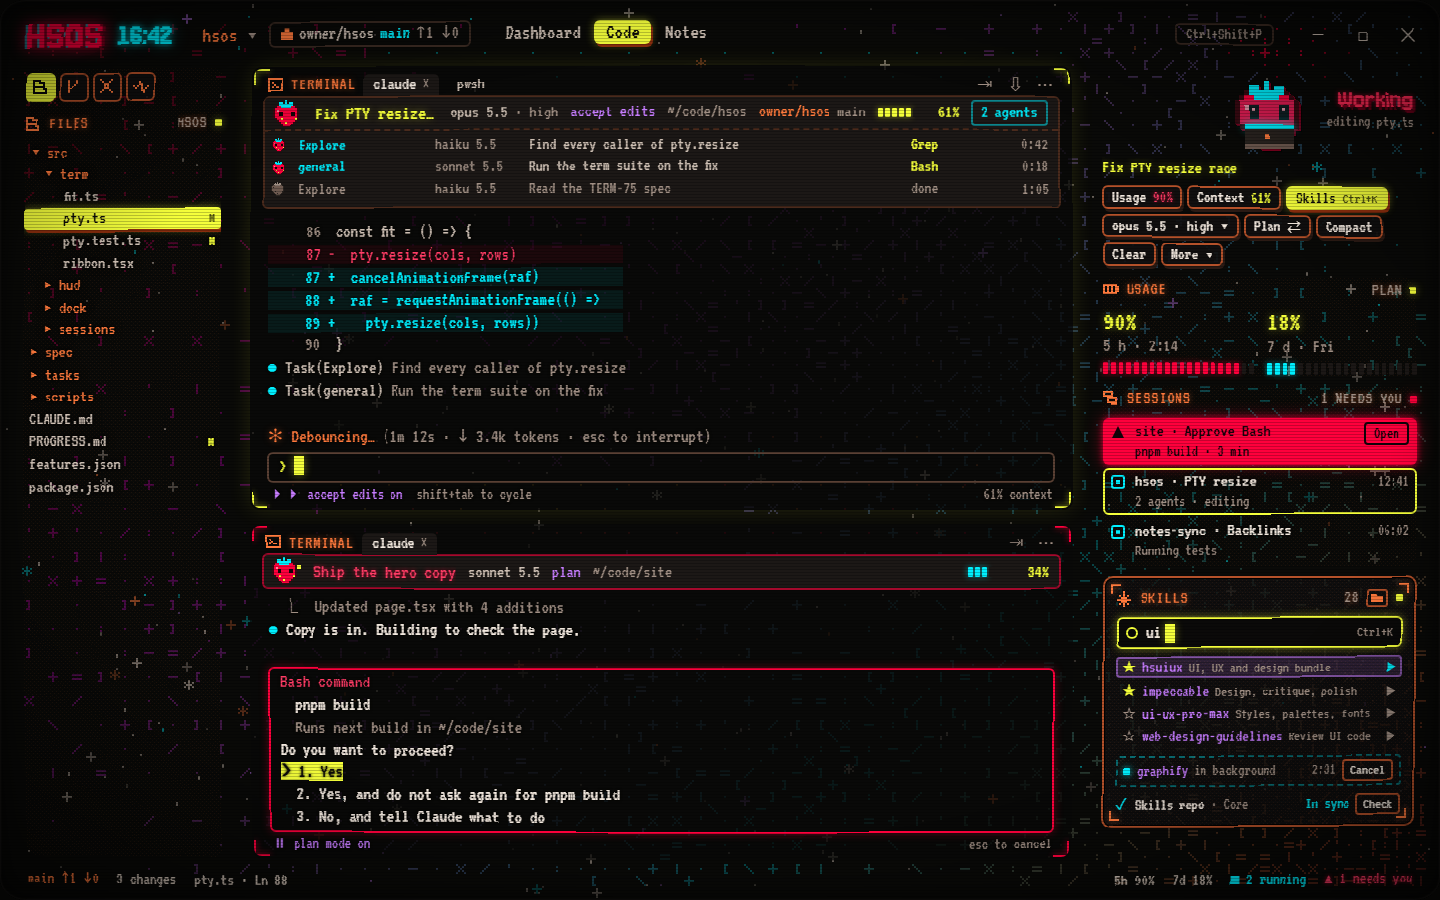 HSOS 16:42 hsos ▾ owner/hsos main ↑1 ↓0 Dashboard Code Notes Ctrl+Shift+P
FILES HSOS
src
term
fit.ts
pty.ts M
pty.test.ts M
ribbon.tsx
hud
dock
sessions
spec
tasks
scripts
CLAUDE.md
PROGRESS.md M
features.json
package.json
TERMINAL claude x pwsh
Fix PTY resize… opus 5.5 · high accept edits ~/code/hsos owner/hsos main 61% 2 agents
Explore haiku 5.5 Find every caller of pty.resize Grep 0:42
general sonnet 5.5 Run the term suite on the fix Bash 0:18
Explore haiku 5.5 Read the TERM-75 spec done 1:05
86 const fit = () => {
87 - pty.resize(cols, rows)
87 + cancelAnimationFrame(raf)
88 + raf = requestAnimationFrame(() =>
89 + pty.resize(cols, rows))
90 }
● Task(Explore) Find every caller of pty.resize
● Task(general) Run the term suite on the fix
* Debouncing… (1m 12s · ↓ 3.4k tokens · esc to interrupt)
❯
accept edits on shift+tab to cycle 61% context
TERMINAL claude x
Ship the hero copy sonnet 5.5 plan ~/code/site 34%
└ Updated page.tsx with 4 additions
● Copy is in. Building to check the page.
Bash command
pnpm build
Runs next build in ~/code/site
Do you want to proceed?
❯ 1. Yes
2. Yes, and do not ask again for pnpm build
3. No, and tell Claude what to do
plan mode on esc to cancel
Working
editing pty.ts
Fix PTY resize race
Usage 90% Context 61% Skills Ctrl+K
opus 5.5 · high ▾ Plan ⇄ Compact
Clear More ▾
USAGE PLAN
90% 18%
5 h · 2:14 7 d · Fri
SESSIONS 1 NEEDS YOU
site · Approve Bash Open
pnpm build · 3 min
hsos · PTY resize 12:41
2 agents · editing
notes-sync · Backlinks 06:02
Running tests
SKILLS 28
ui Ctrl+K
★ hsuiux UI, UX and design bundle
★ impeccable Design, critique, polish
☆ ui-ux-pro-max Styles, palettes, fonts
☆ web-design-guidelines Review UI code
graphify in background 2:31 Cancel
✓ Skills repo · Core In sync Check
main ↑1 ↓0 3 changes pty.ts · Ln 88 5h 90% 7d 18% 2 running ▲ 1 needs you